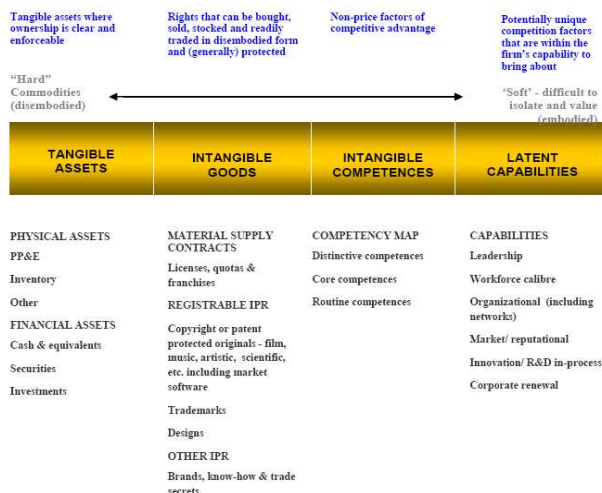 Tangible assets where
ownership is clear and
enforceable
Rights that can be bought,
sold, stocked and readily
traded in disembodied form
and (generally) protected
Non-price factors of
competitive advantage
Potentially unique
competition factors
that are within the
firm's capability to
bring about
“Hard”
Commodities
(disembodied)
‘Soft’ - difficult to
isolate and value
(embodied)
TANGIBLE
ASSETS
INTANGIBLE
GOODS
INTANGIBLE
COMPETENCES
LATENT
CAPABILITIES
PHYSICAL ASSETS
PP&E
Inventory
Other
FINANCIAL ASSETS
Cash & equivalents
Securities
Investments
MATERIAL SUPPLY
CONTRACTS
Licenses, quotas &
franchises
REGISTRABLE IPR
Copyright or patent
protected originals - film,
music, artistic, scientific,
etc. including market
software
Trademarks
Designs
OTHER IPR
Brands, know-how & trade
secrets
COMPETENCY MAP
Distinctive competences
Core competences
Routine competences
CAPABILITIES
Leadership
Workforce calibre
Organizational (including
networks)
Market/ reputational
Innovation/ R&D in-process
Corporate renewal